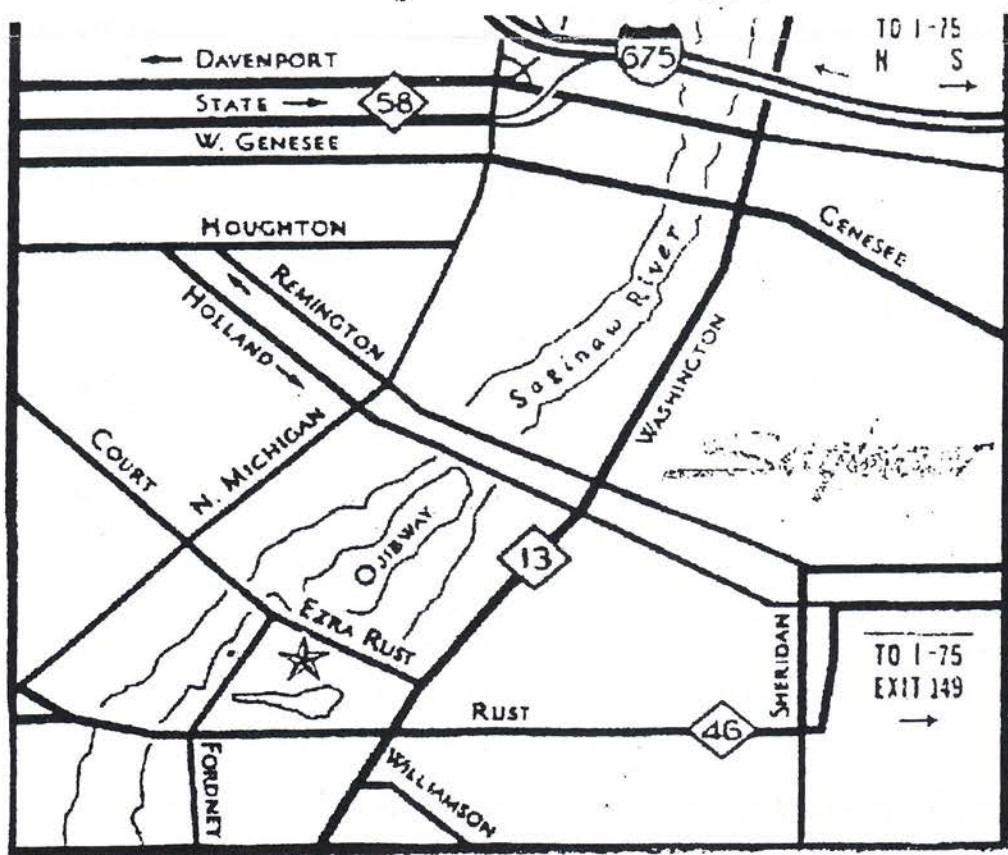 TO I-75
N S
675
← DAVENPORT
STATE →
58
W. GENESEE
GENESEE
HOUGHTON
REMINGTON
←
HOLLAND →
Saginaw River
WASHINGTON
COURT
N. MICHIGAN
OJIBWAY
13
EZRA RUST
SHERIDAN
TO I-75
EXIT 149
→
RUST
46
FORDNEY
WILLIAMSON